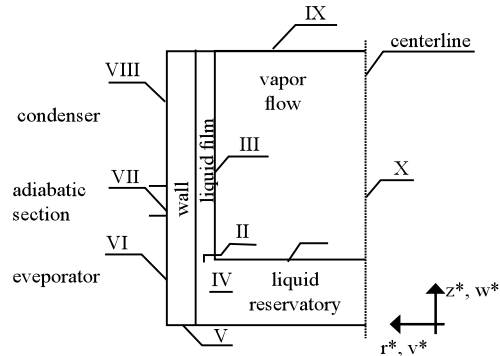 IX
centerline
VIII
vapor
flow
condenser
liquid film
III
wall
VII
X
adiabatic
section
II
VI
IV
liquid
reservatory
eveporator
z*, w*
V
r*, v*